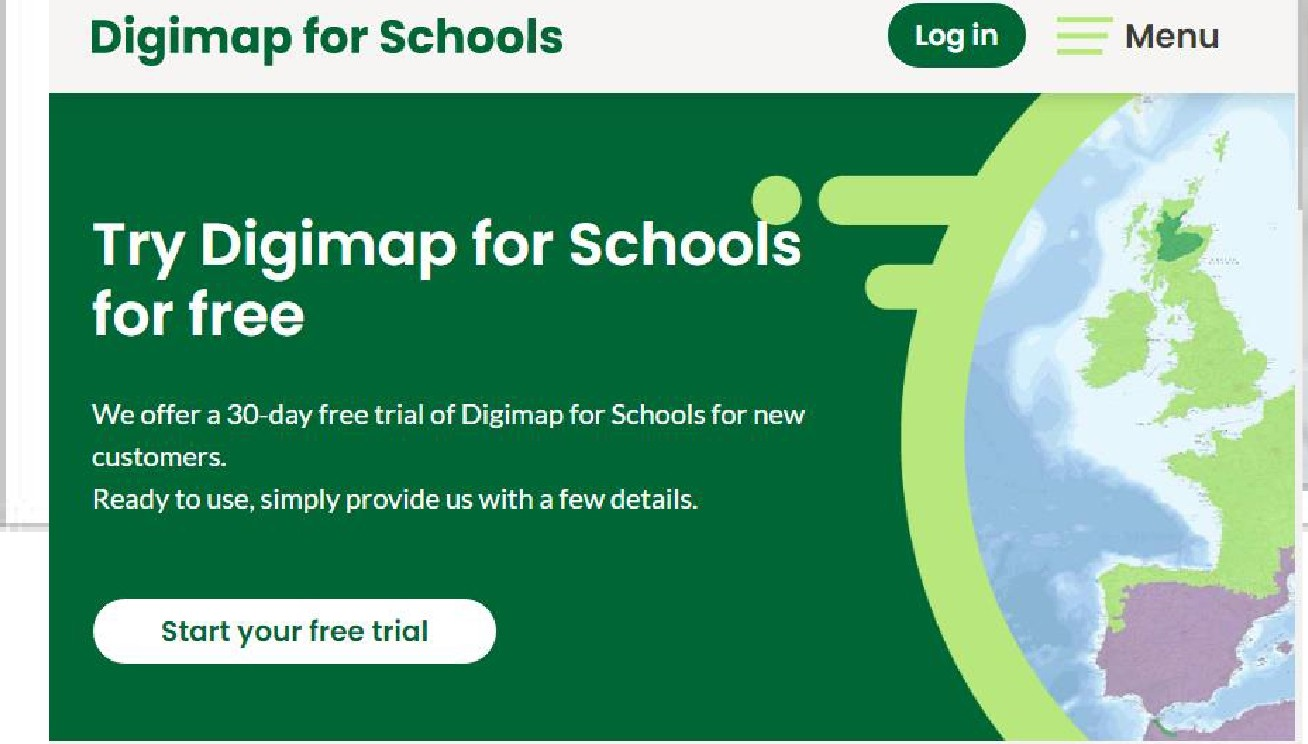 Digimap for Schools
Log in
Menu
Try Digimap for Schools
for free
We offer a 30-day free trial of Digimap for Schools for new
customers.
Ready to use, simply provide us with a few details.
Start your free trial